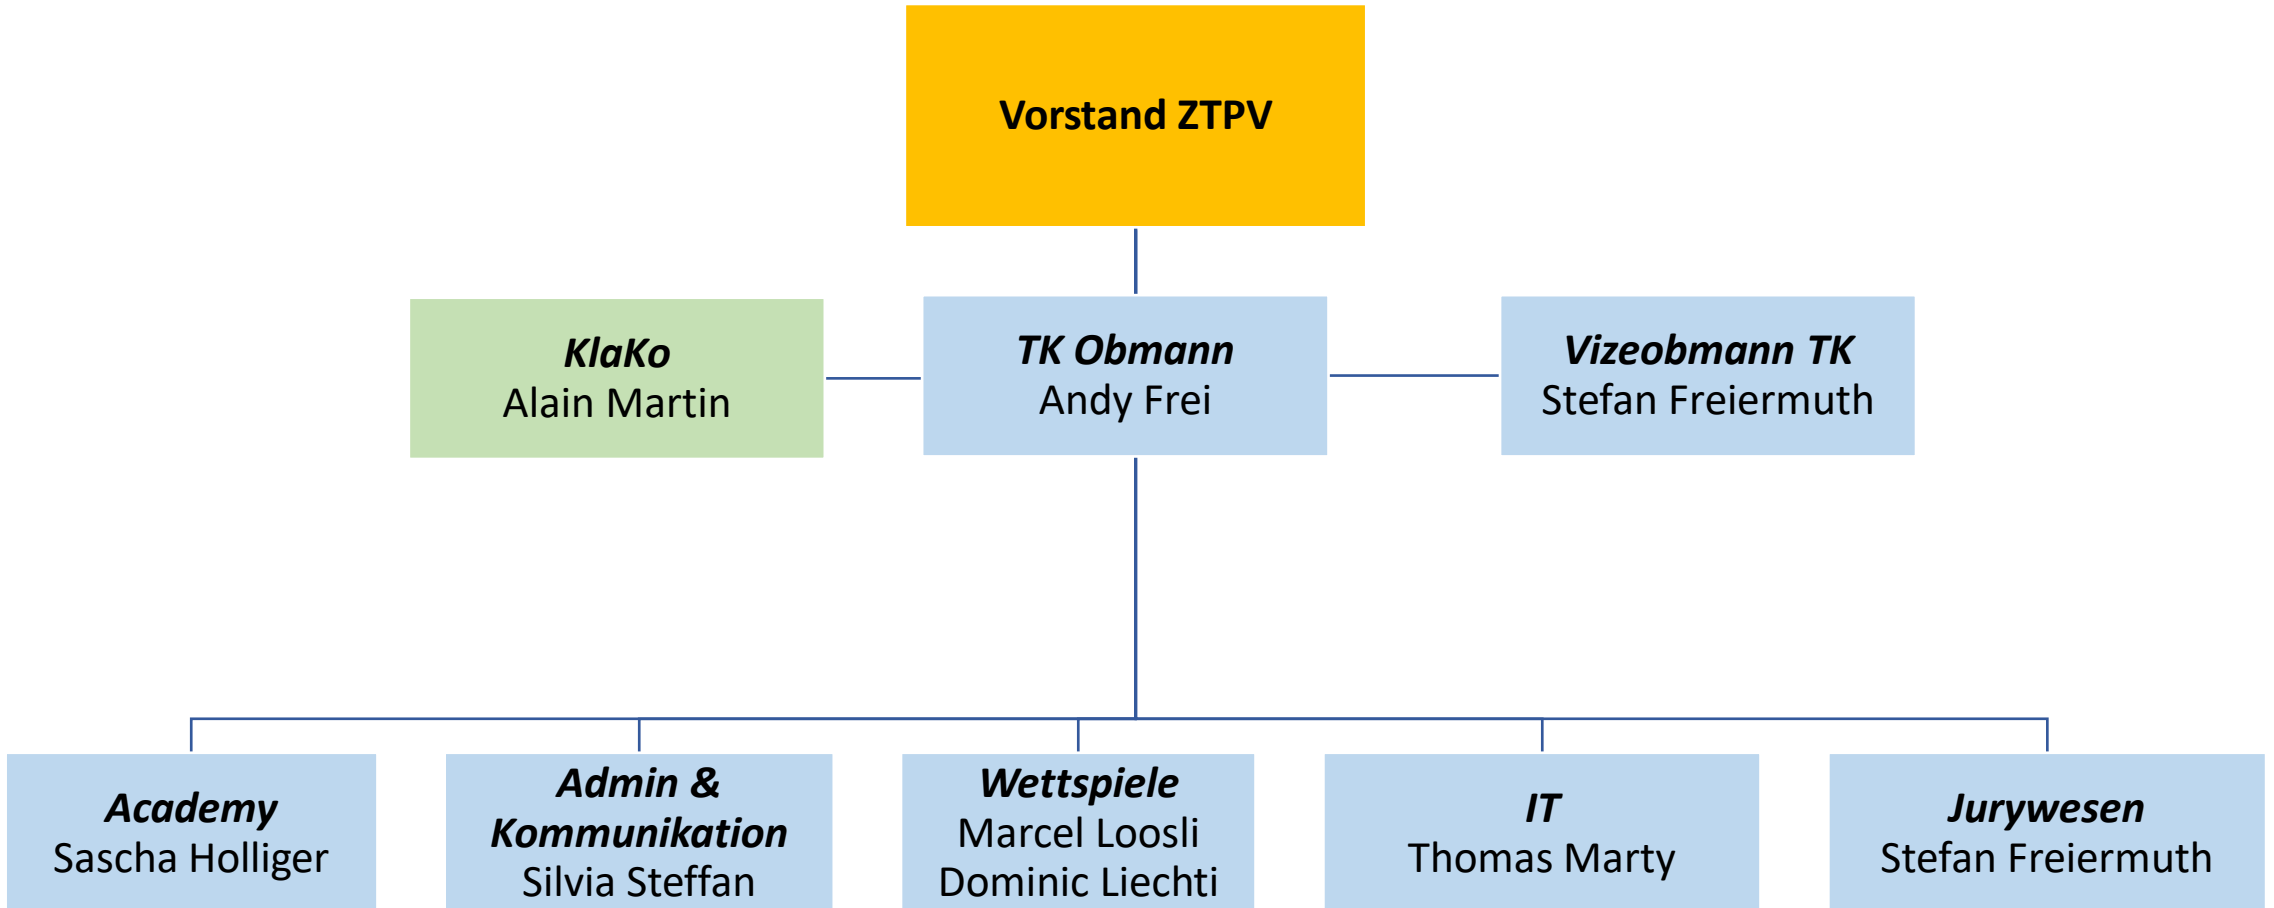 Vorstand ZTPV
KlaKo
Alain Martin
TK Obmann
Andy Frei
Vizeobmann TK
Stefan Freiermuth
Academy
Sascha Holliger
Admin &
Kommunikation
Silvia Steffan
Wettspiele
Marcel Loosli
Dominic Liechti
IT
Thomas Marty
Jurywesen
Stefan Freiermuth